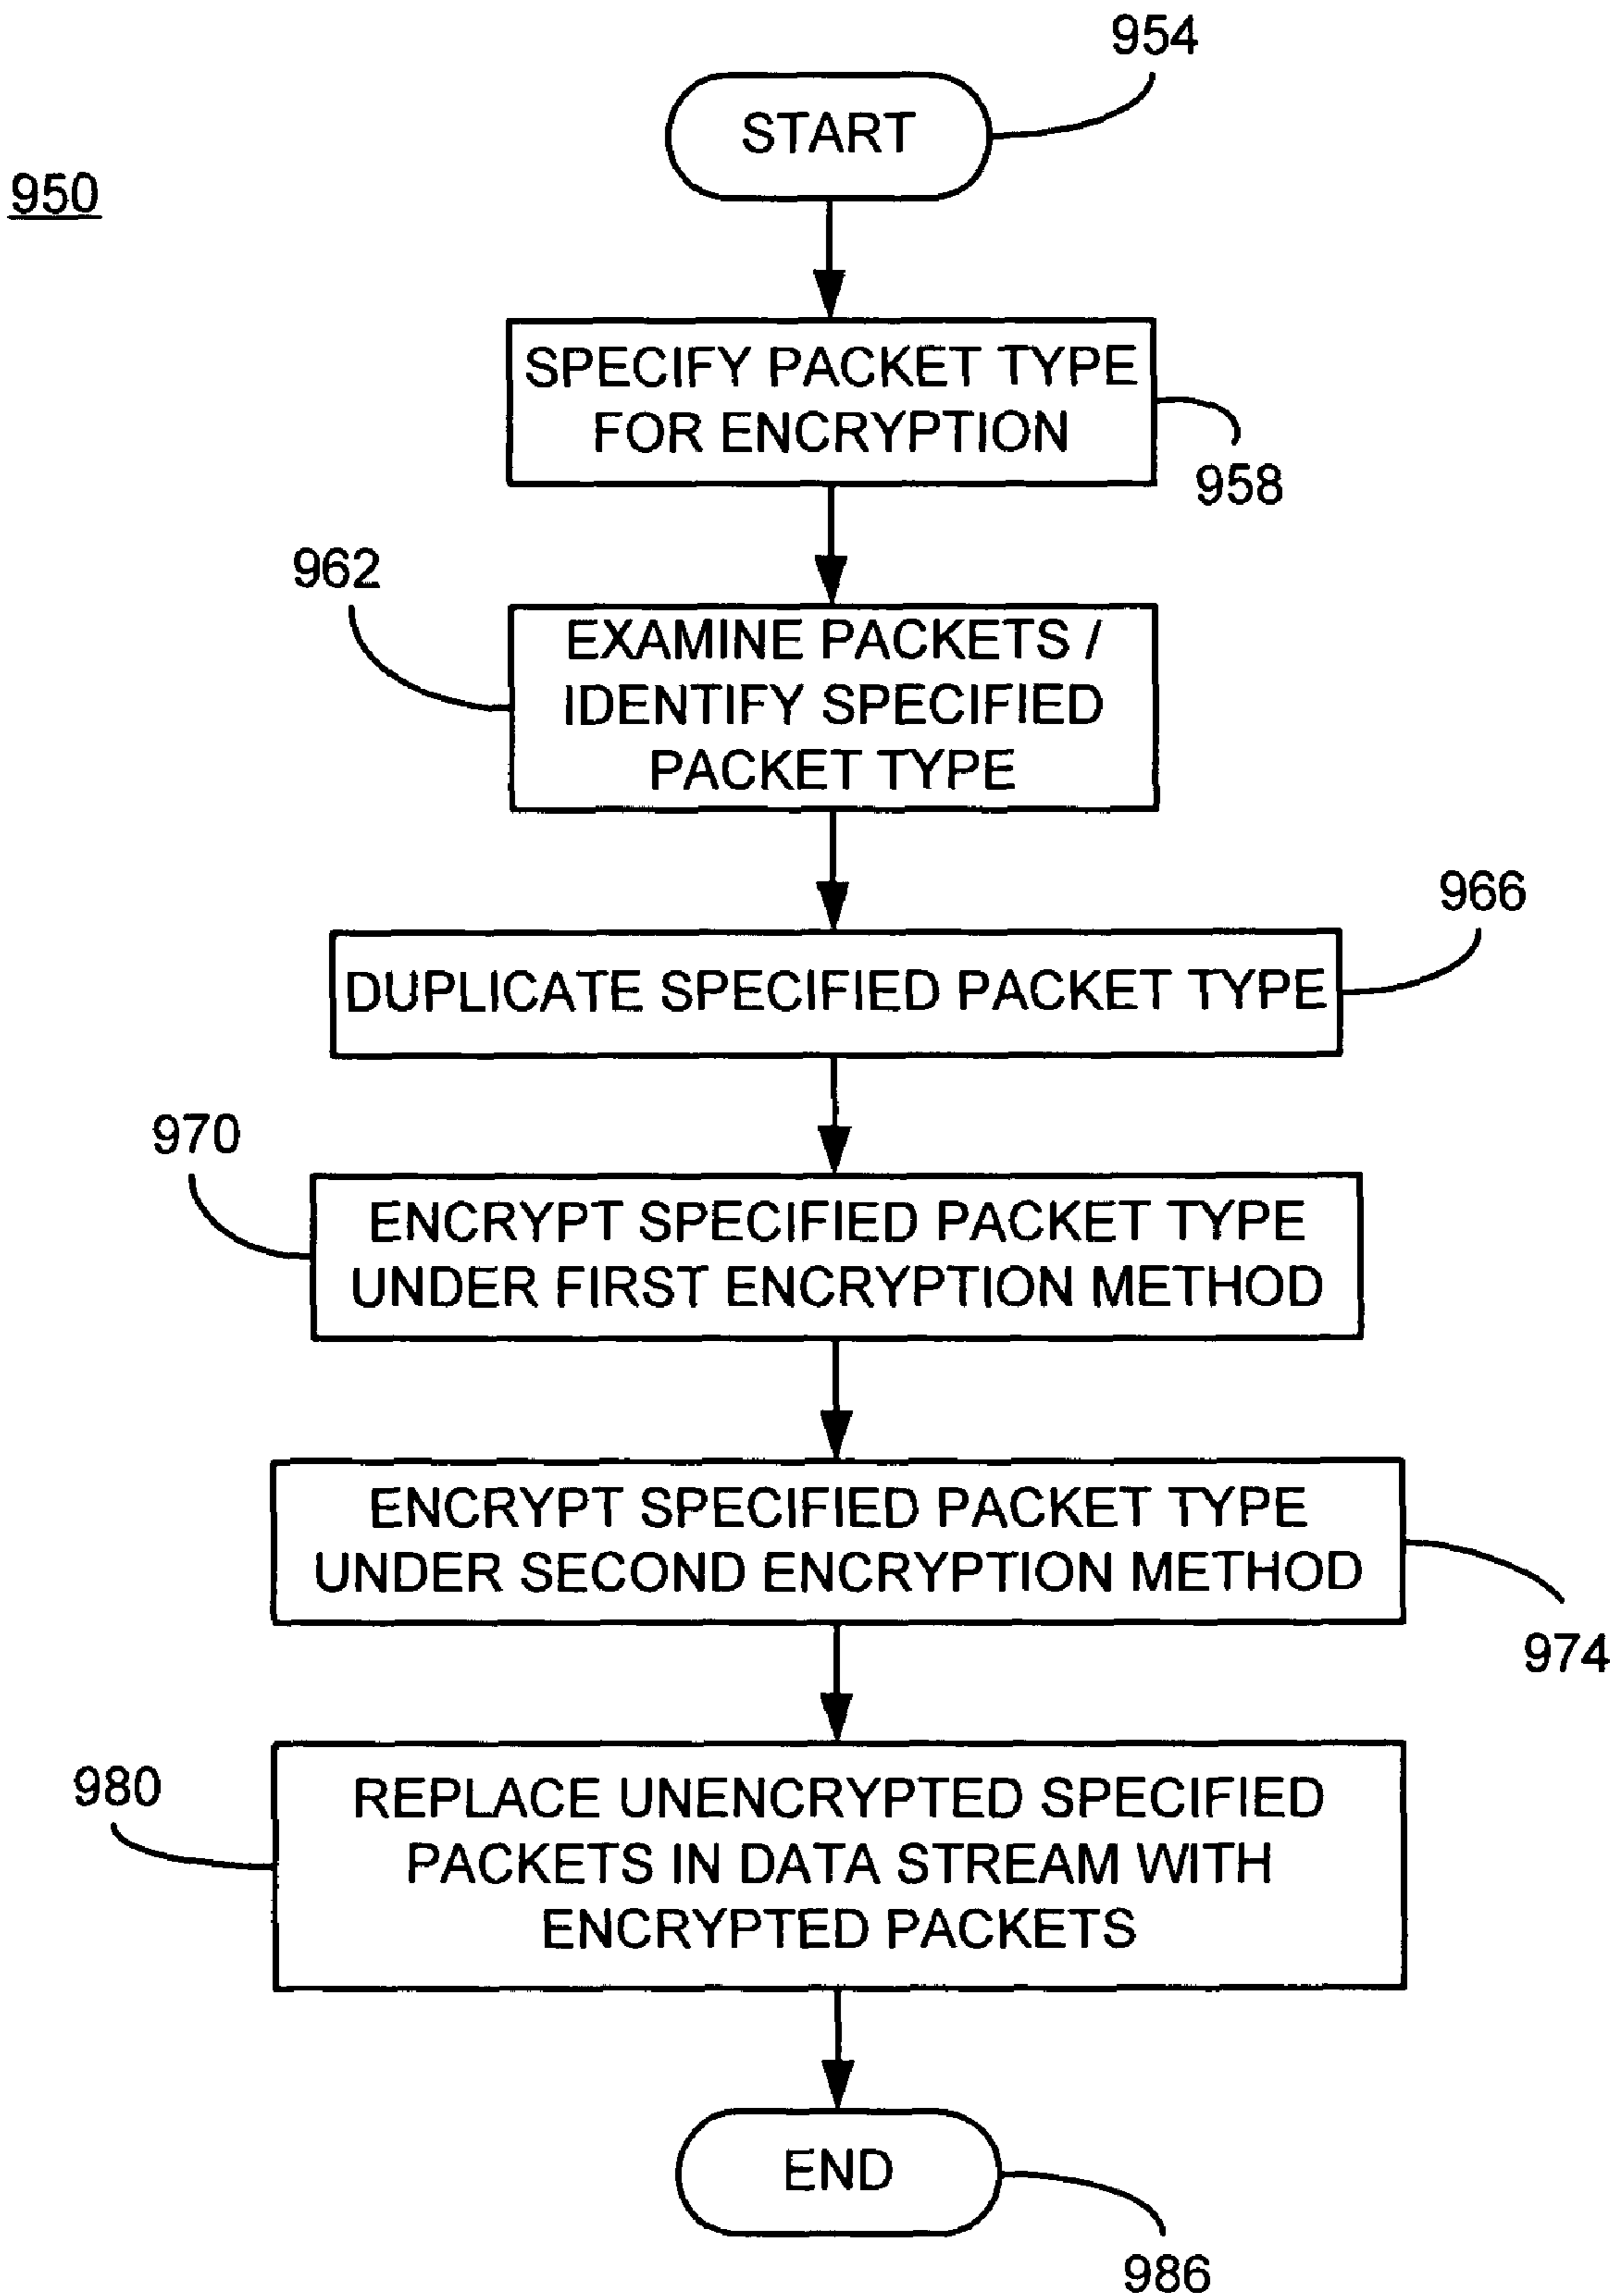 954
START
950
SPECIFY PACKET TYPE
FOR ENCRYPTION
958
962
EXAMINE PACKETS /
IDENTIFY SPECIFIED
PACKET TYPE
966
DUPLICATE SPECIFIED PACKET TYPE
970
ENCRYPT SPECIFIED PACKET TYPE
UNDER FIRST ENCRYPTION METHOD
ENCRYPT SPECIFIED PACKET TYPE
UNDER SECOND ENCRYPTION METHOD
974
980
REPLACE UNENCRYPTED SPECIFIED
PACKETS IN DATA STREAM WITH
ENCRYPTED PACKETS
END
986